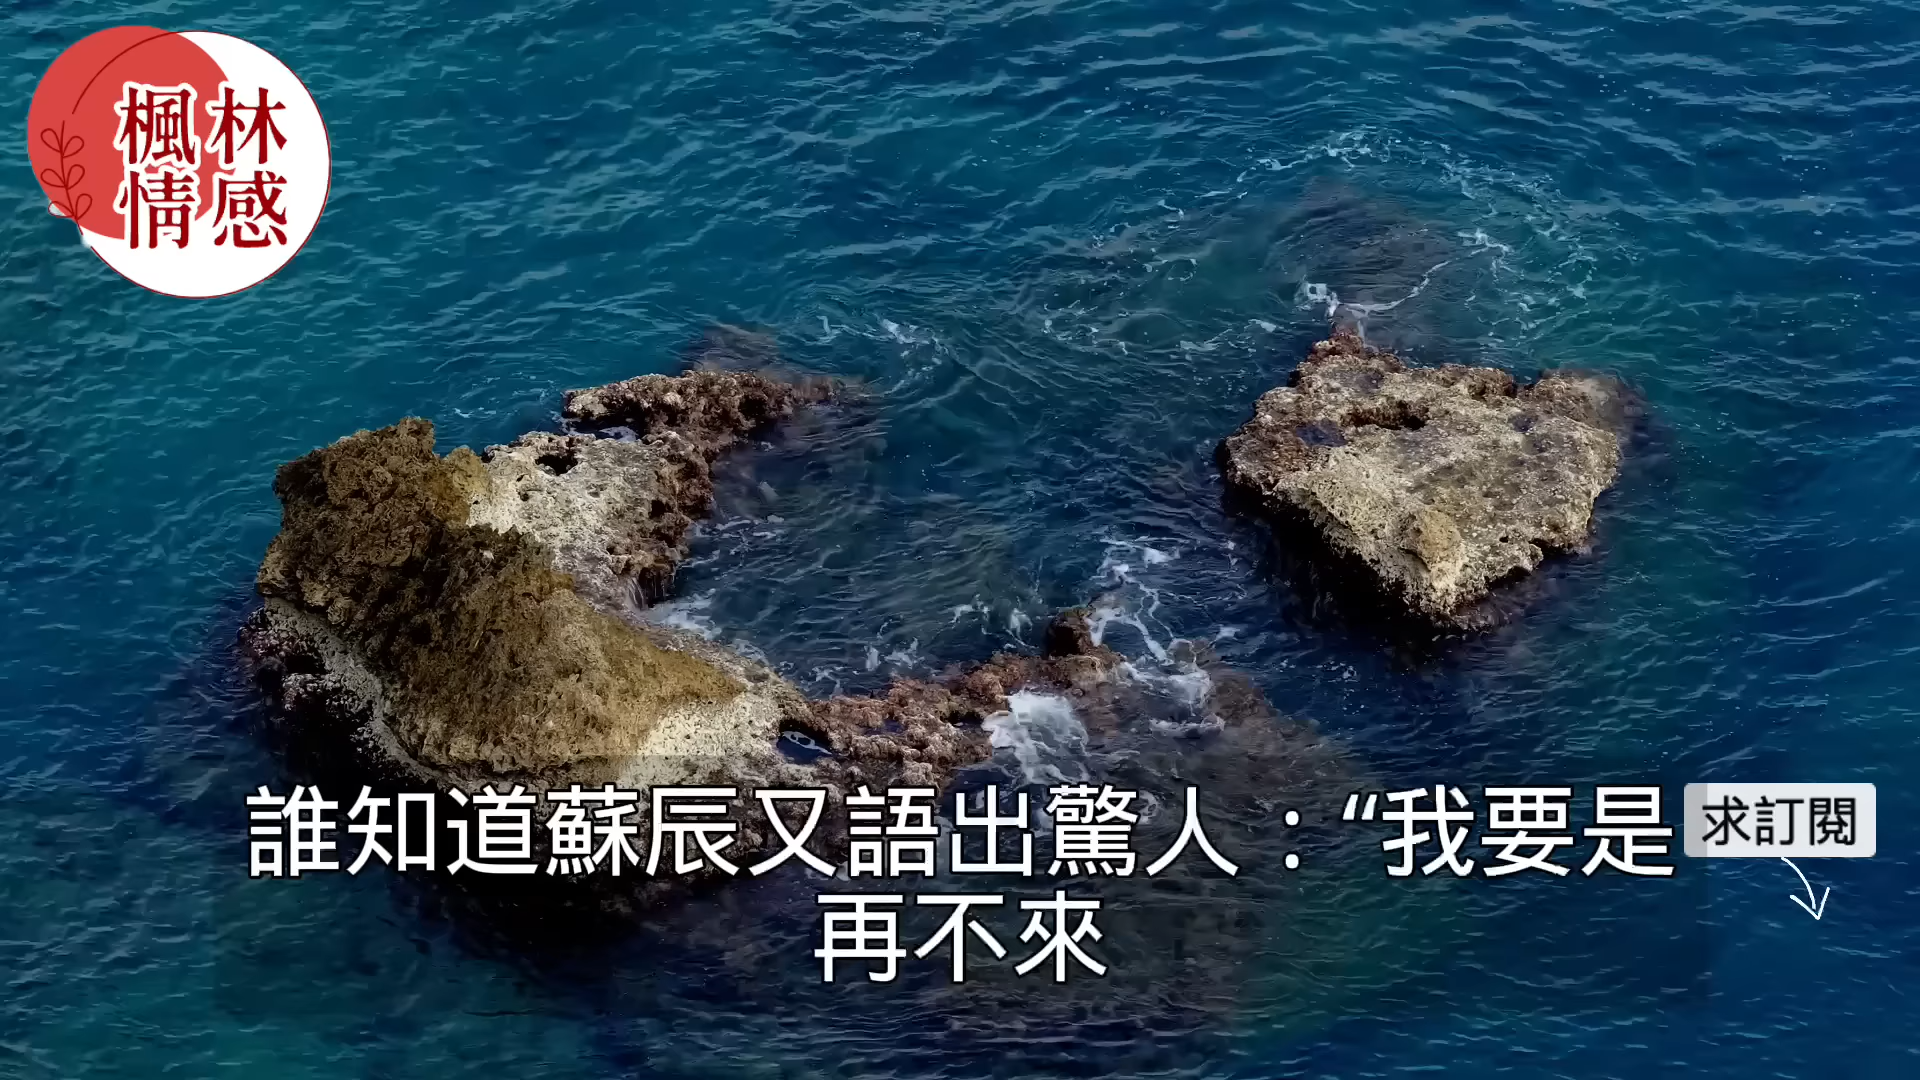 楓林
情感
誰知道蘇辰又語出驚人：“我要是
再不來
求訂閱